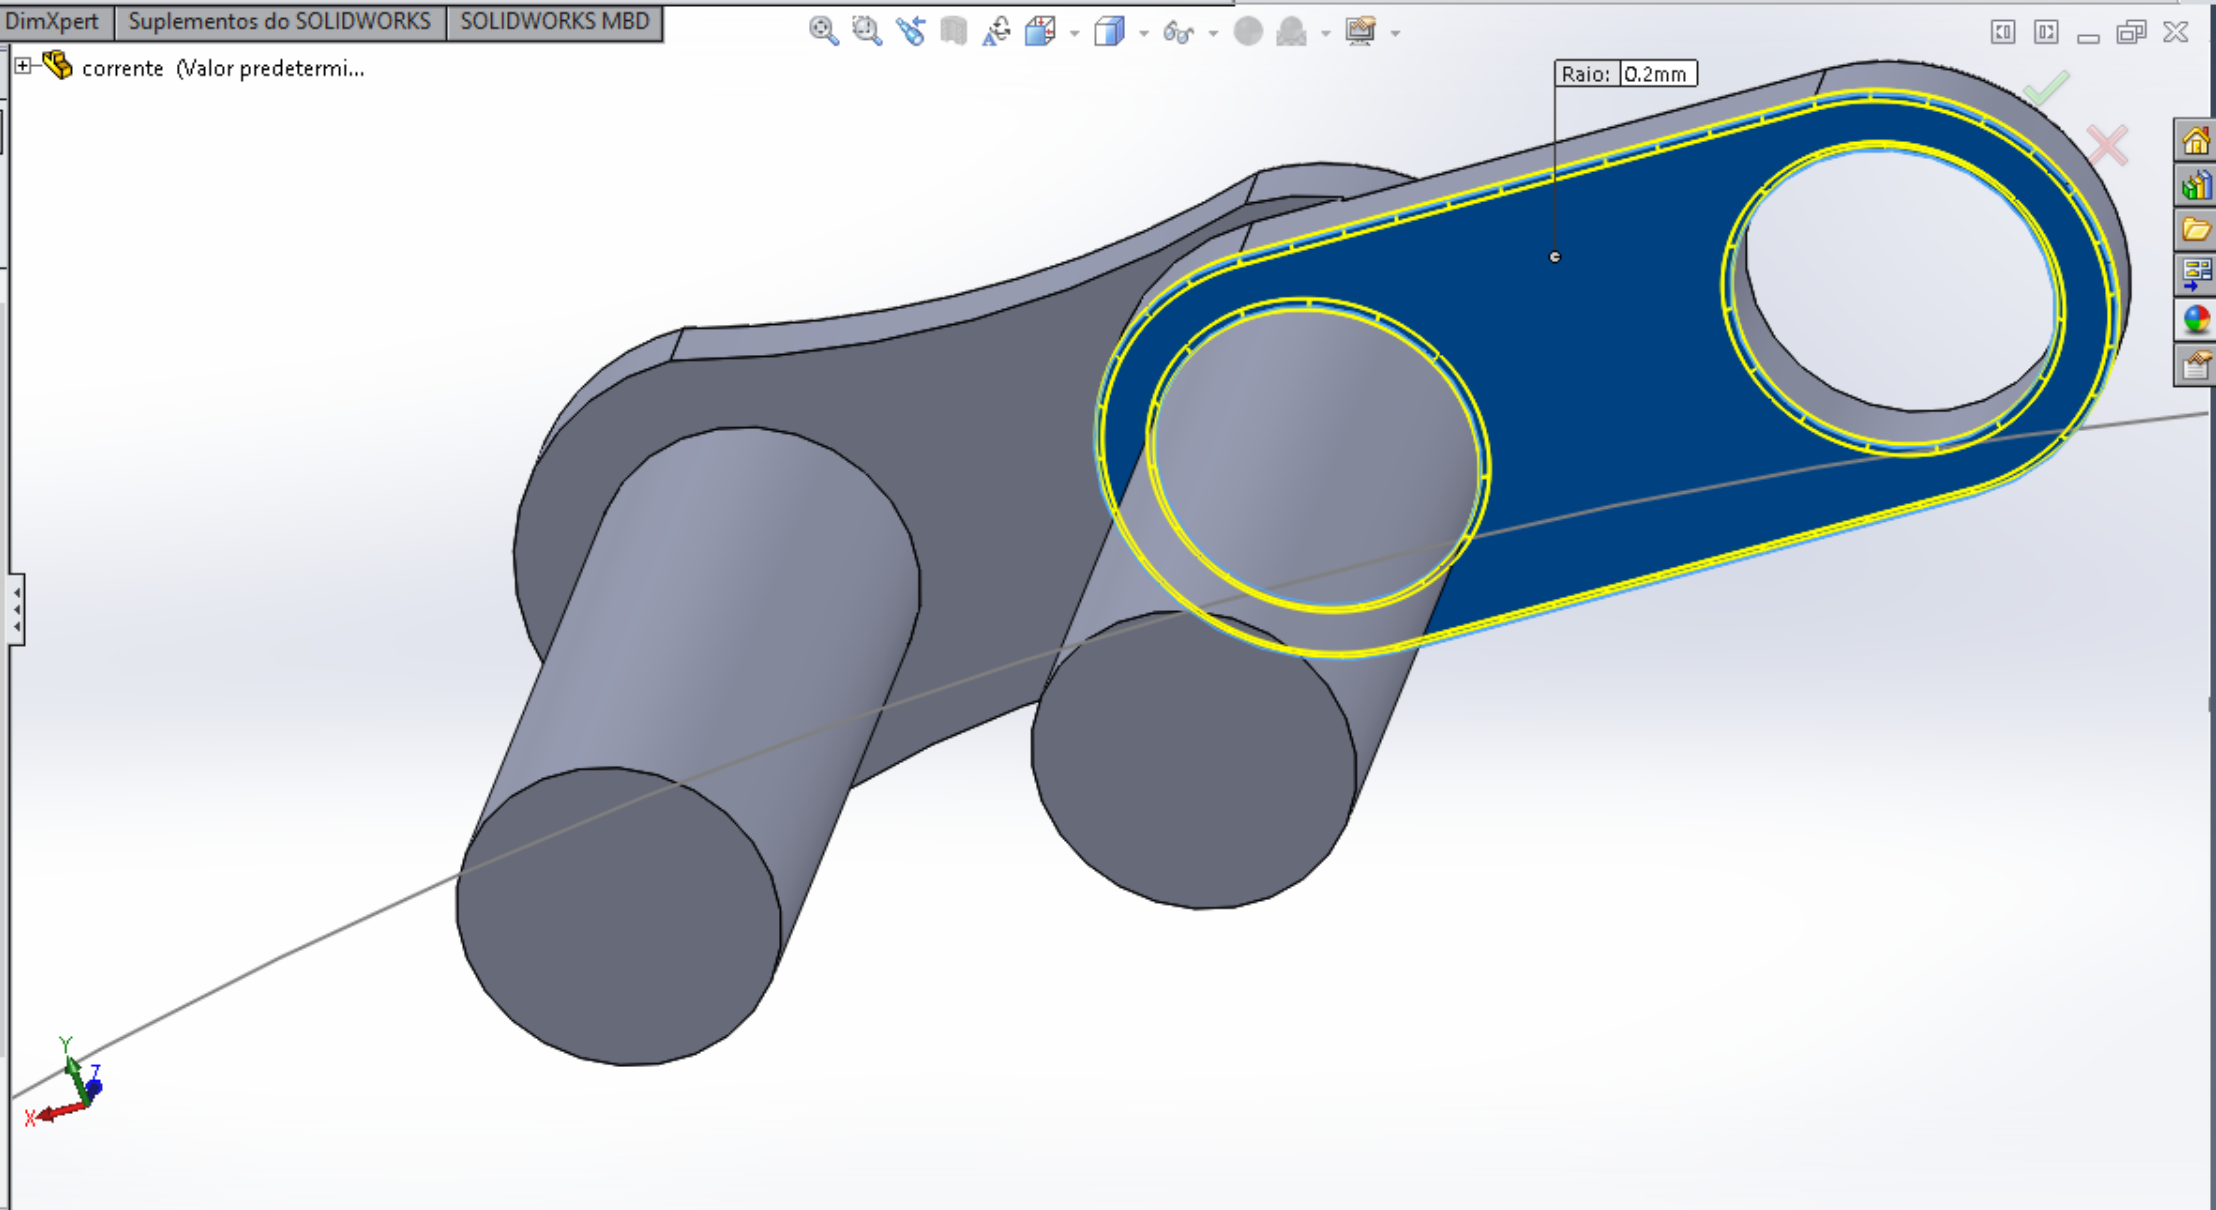 DimXpert Suplementos do SOLIDWORKS SOLIDWORKS MBD
corrente (Valor predetermi...
Raio: 0.2mm
Y
Z
X